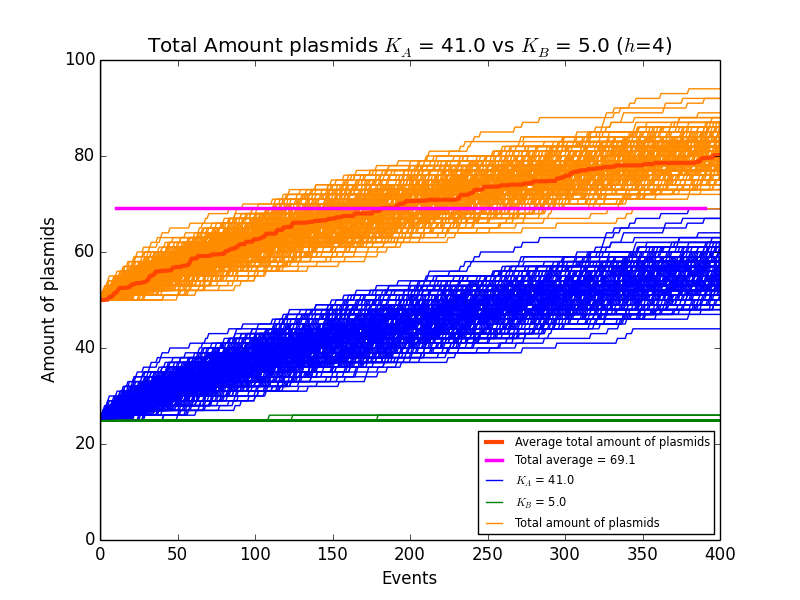 Total Amount plasmids K_A = 41.0 vs K_B = 5.0 (h=4)
100
80
60
40
20
0
Amount of plasmids
0 50 100 150 200 250 300 350 400
Events
Average total amount of plasmids
Total average = 69.1
K_A = 41.0
K_B = 5.0
Total amount of plasmids